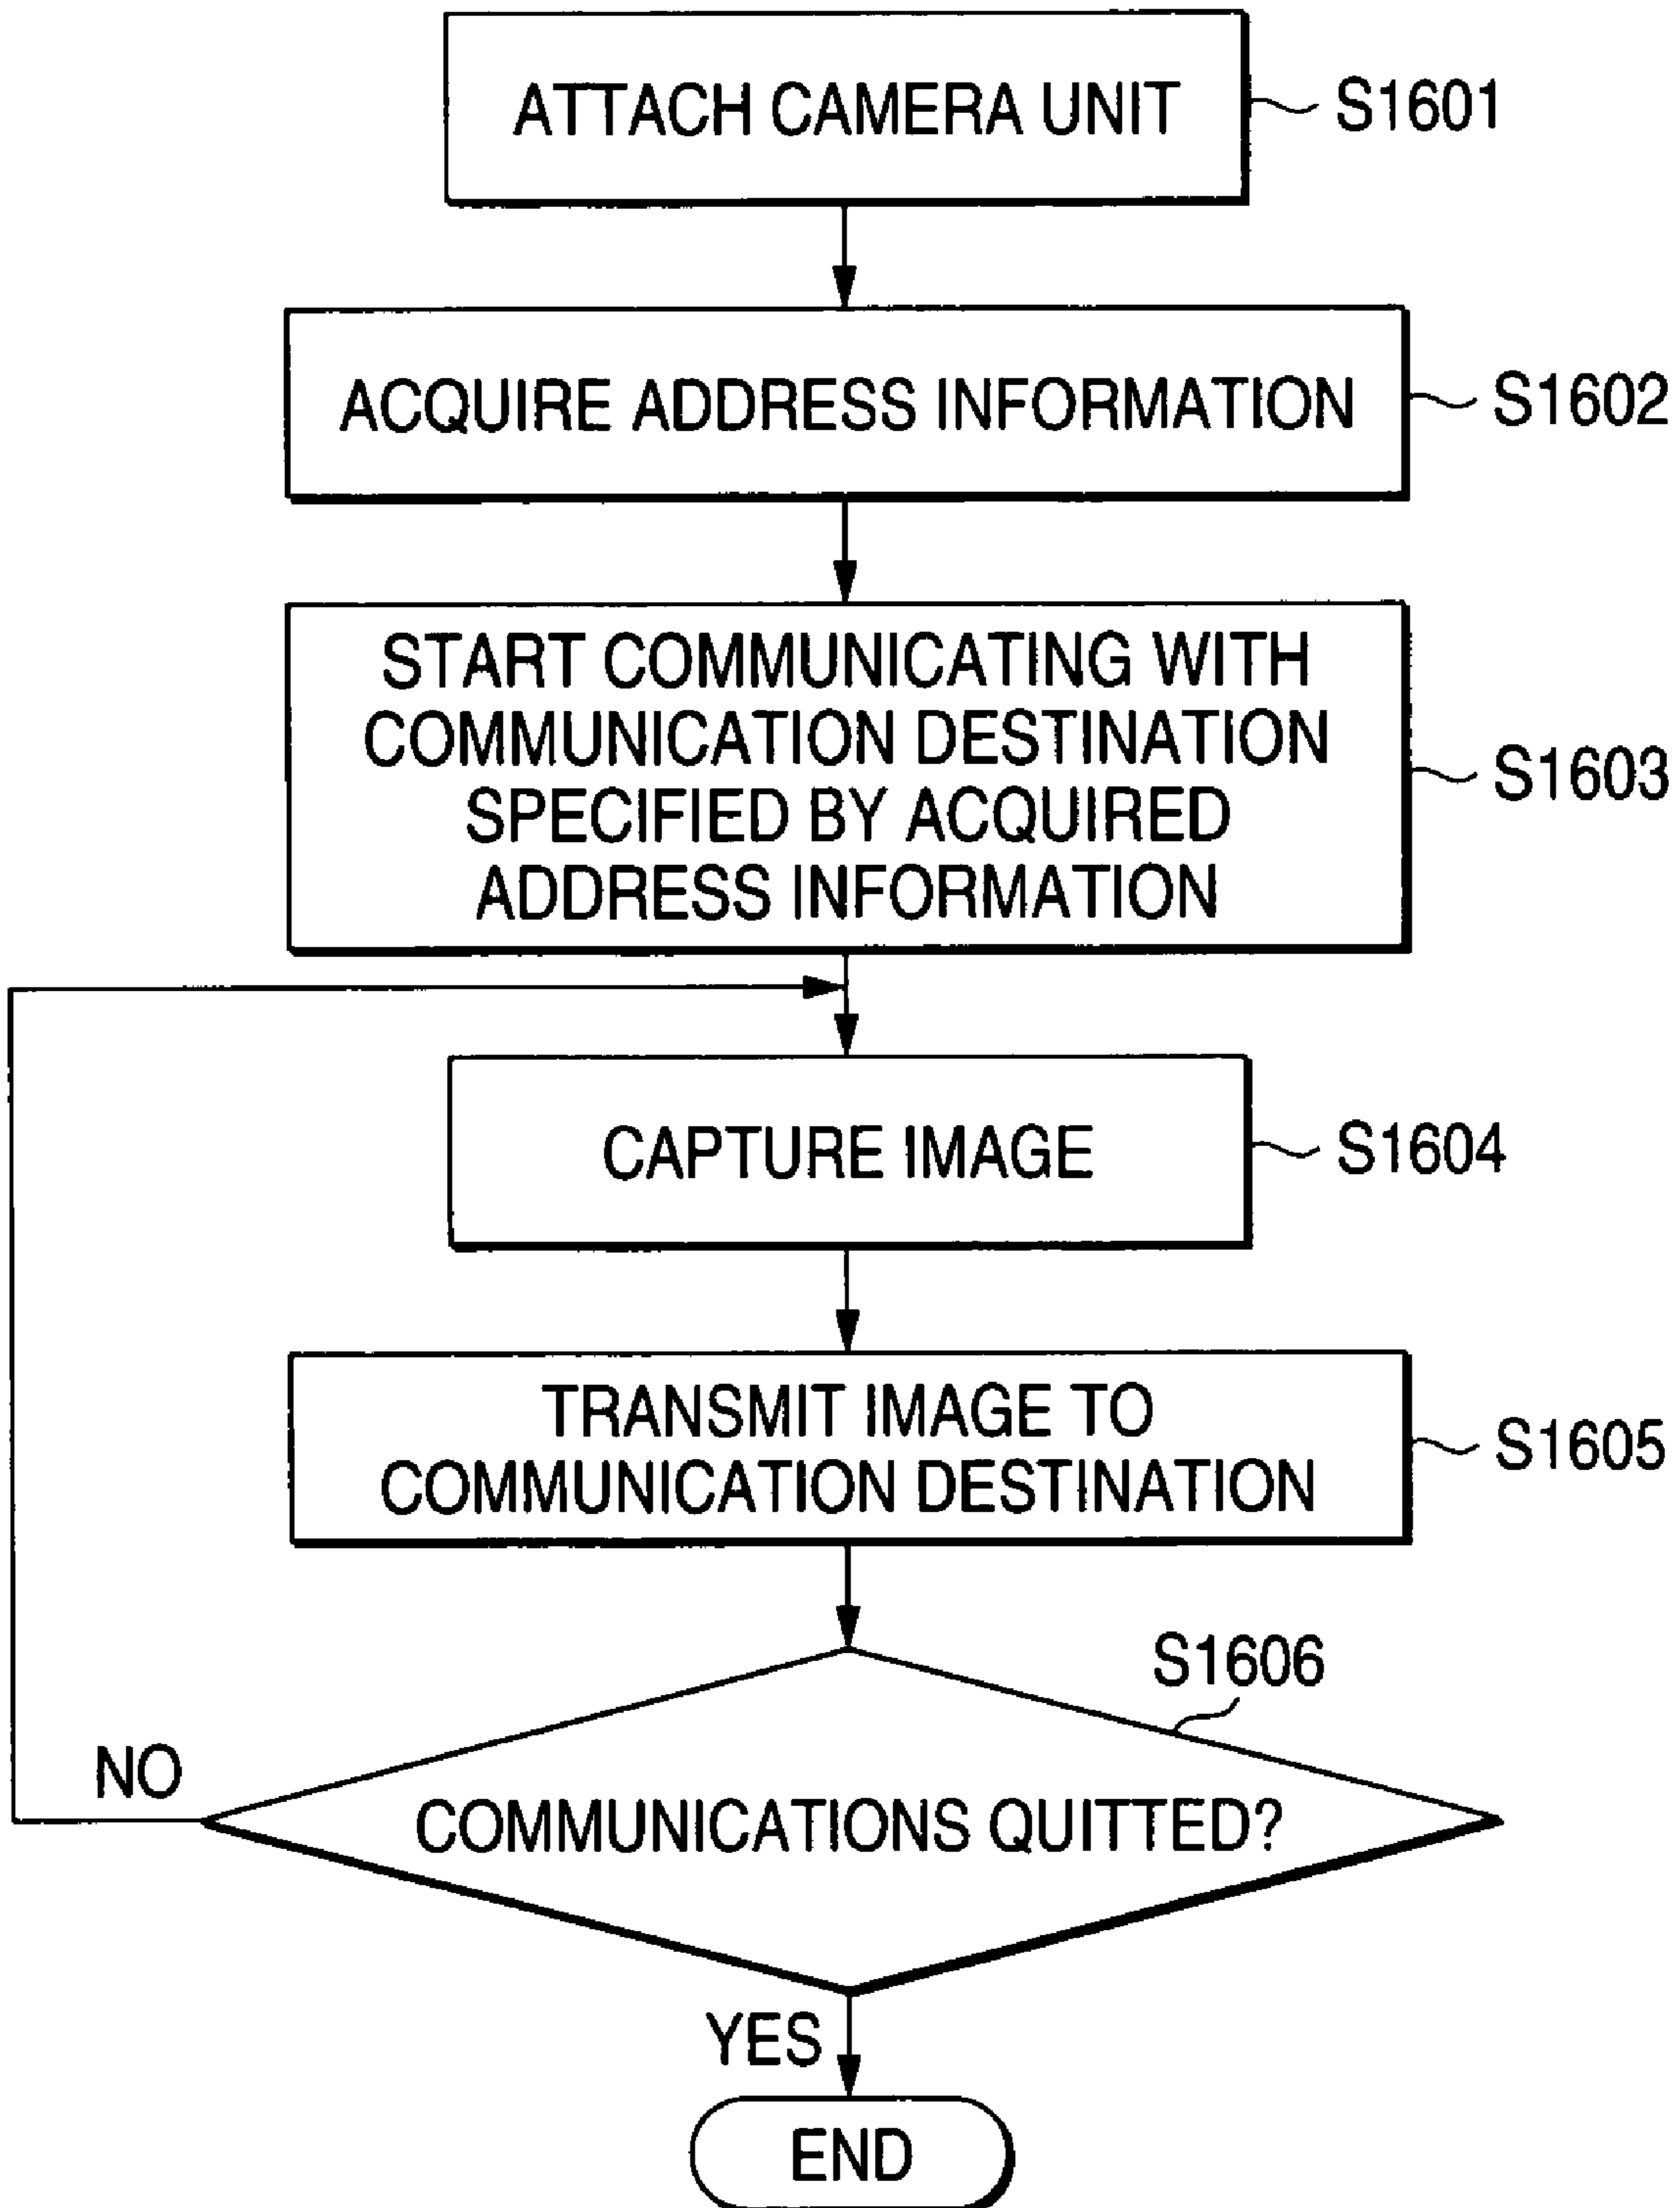 ATTACH CAMERA UNIT
S1601
ACQUIRE ADDRESS INFORMATION
S1602
START COMMUNICATING WITH
COMMUNICATION DESTINATION
SPECIFIED BY ACQUIRED
ADDRESS INFORMATION
S1603
CAPTURE IMAGE
S1604
TRANSMIT IMAGE TO
COMMUNICATION DESTINATION
S1605
S1606
NO
COMMUNICATIONS QUITTED?
YES
END